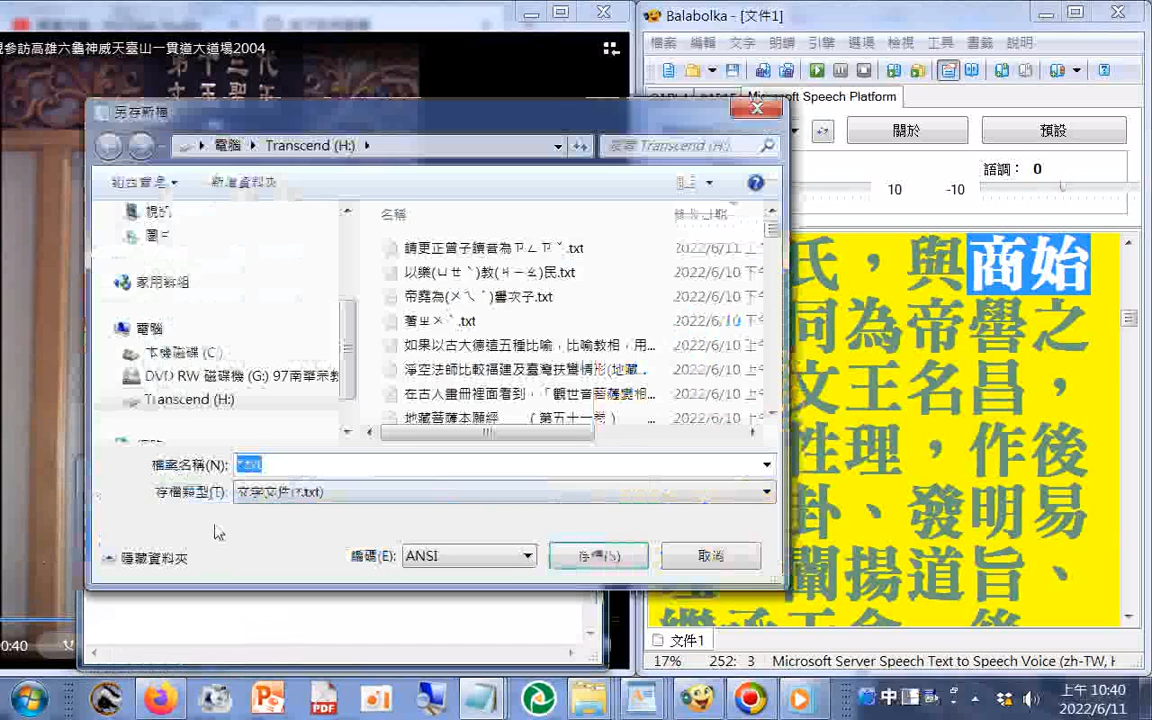 參訪高雄六龜神威天臺山一貫道大道場2004
Balabolka - [文件1]
檔案 編輯 文字 朗讀 引擎 選項 檢視 工具 書籤 說明
Microsoft Speech Platform
關於 預設
語調： 0
10 -10
另存新檔
電腦 Transcend (H:)
搜尋 Transcend (H:)
新增資料夾
名稱
家用群組
電腦
本機磁碟 (C:)
DVD RW 磁碟機 (G:) 97南華宗教
Transcend (H:)
請更正曾子讀音為ㄗㄥㄗˇ.txt 2022/6/11
以樂(ㄩㄝˋ)教(ㄐㄧㄠ)民.txt 2022/6/10
帝堯為(ㄨㄟˋ)嚳次子.txt 2022/6/10
著ㄓㄨˋ.txt 2022/6/10
如果以古大德這五種比喻，比喻教相，用... 2022/6/10
淨空法師比較福建及臺灣扶鸞情形(地藏... 2022/6/10
在古人畫冊裡面看到，「觀世音菩薩變相... 2022/6/10
地藏菩薩本願經 （第五十一卷） 2022/6/10
檔案名稱(N):
存檔類型(T): 文字文件(*.txt)
隱藏資料夾
編碼(E): ANSI
存檔(S) 取消
氏，與商始
同為帝嚳之
文王名昌，
性理，作後
卦、發明易
闡揚道旨、
文件1
17% 252: 3 Microsoft Server Speech Text to Speech Voice (zh-TW, H
0:40
中
上午 10:40
2022/6/11